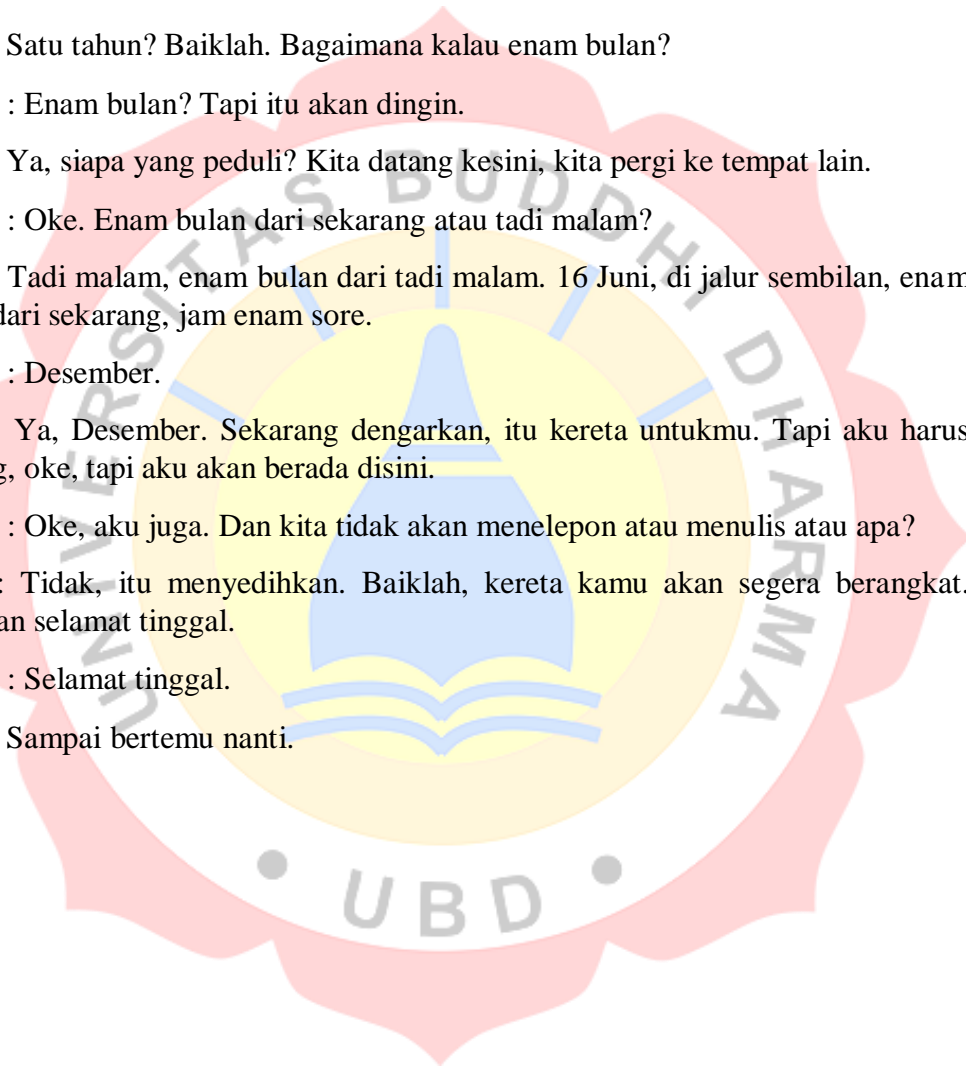 Satu tahun? Baiklah. Bagaimana kalau enam bulan?
: Enam bulan? Tapi itu akan dingin.
Ya, siapa yang peduli? Kita datang kesini, kita pergi ke tempat lain.
: Oke. Enam bulan dari sekarang atau tadi malam?
Tadi malam, enam bulan dari tadi malam. 16 Juni, di jalur sembilan, enam
dari sekarang, jam enam sore.
: Desember.
Ya, Desember. Sekarang dengarkan, itu kereta untukmu. Tapi aku harus
g, oke, tapi aku akan berada disini.
: Oke, aku juga. Dan kita tidak akan menelepon atau menulis atau apa?
: Tidak, itu menyedihkan. Baiklah, kereta kamu akan segera berangkat.
an selamat tinggal.
: Selamat tinggal.
Sampai bertemu nanti.
UNIVERSITAS BUDDHI DHARMA
• UBD •